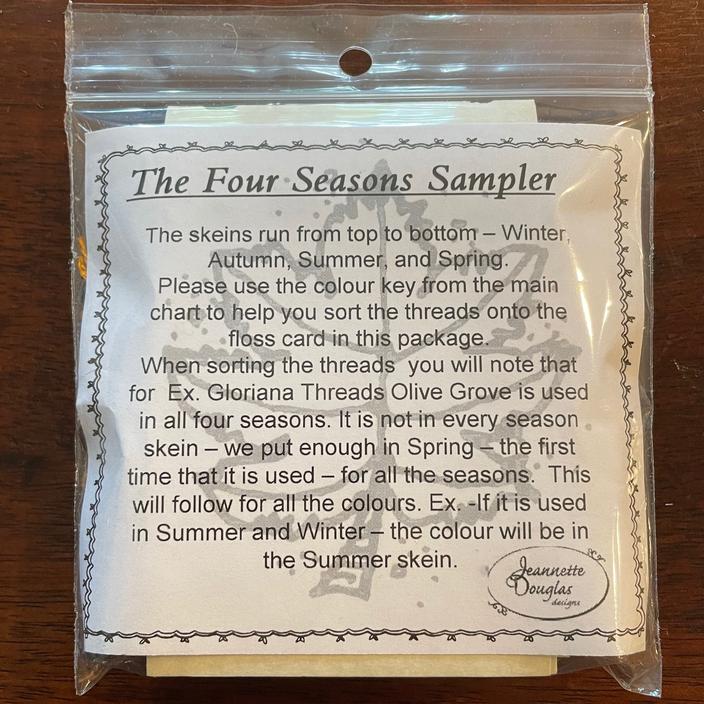 The Four Seasons Sampler
The skeins run from top to bottom – Winter,
Autumn, Summer, and Spring.
Please use the colour key from the main
chart to help you sort the threads onto the
floss card in this package.
When sorting the threads you will note that
for Ex. Gloriana Threads Olive Grove is used
in all four seasons. It is not in every season
skein – we put enough in Spring – the first
time that it is used – for all the seasons. This
will follow for all the colours. Ex. -If it is used
in Summer and Winter – the colour will be in
the Summer skein.
Jeannette
Douglas
designs